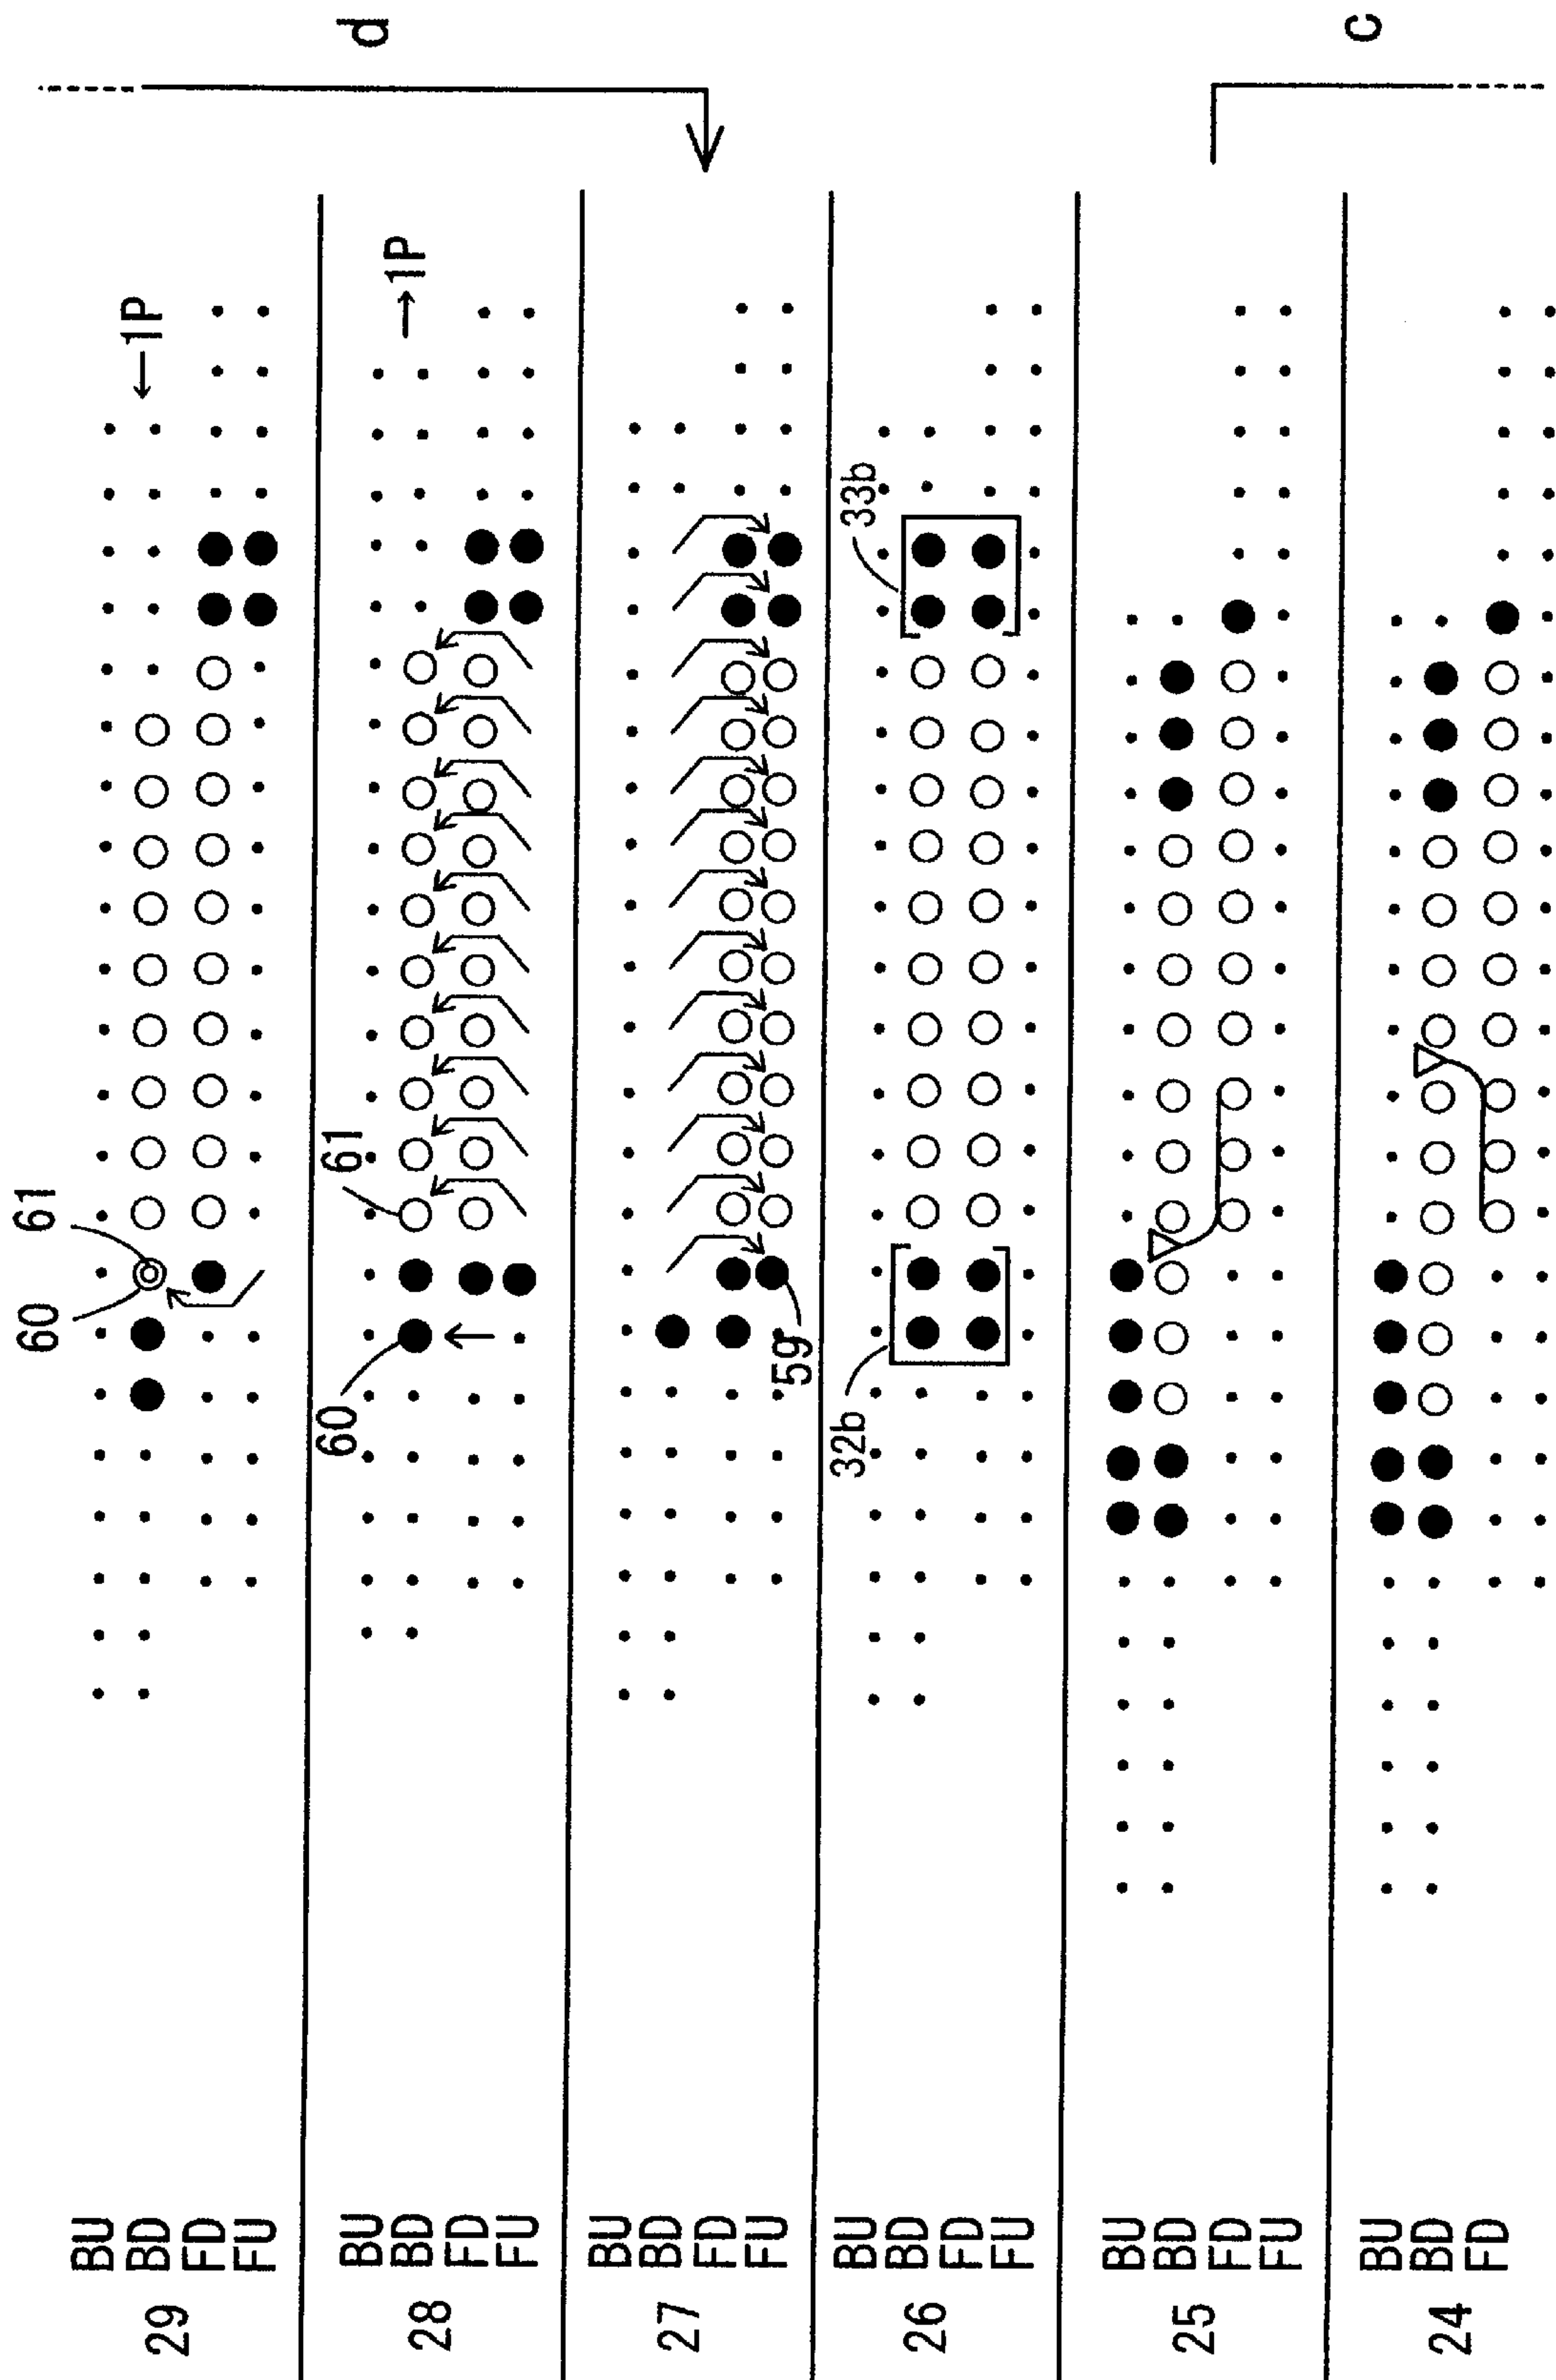 60 61
BU
29 BD ←1P
FD
FU
60 61
BU d
28 BD →1P
FD
FU
BU
27 BD
FD
FU 59
BU 32b 33b
26 BD
FD
FU
BU
25 BD
FD
FU
BU c
24 BD
FD